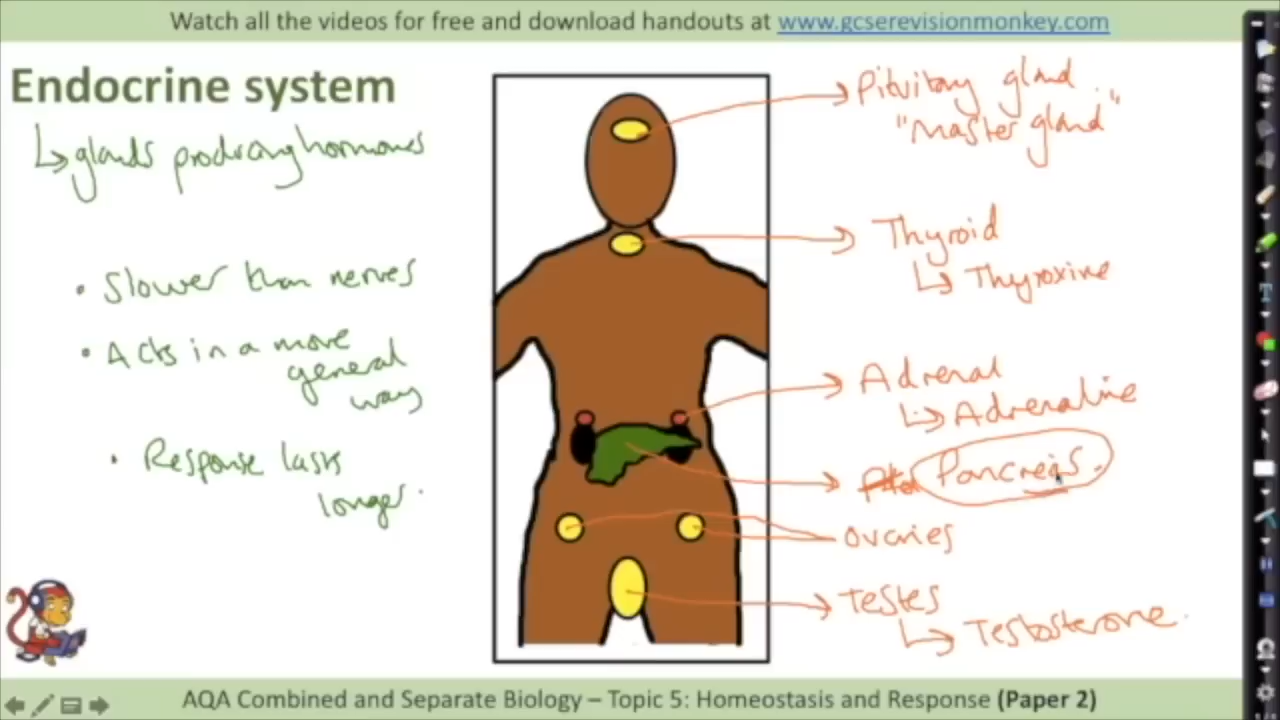 Watch all the videos for free and download handouts at www.gcserevisionmonkey.com
Endocrine system
↳ glands producing hormones
• Slower than nerves
• Acts in a more
general
way
• Response lasts
longer.
Pituitary gland
"Master gland"
Thyroid
↳ Thyroxine
Adrenal
↳ Adrenaline
Pancreas.
Ovaries
Testes
↳ Testosterone
AQA Combined and Separate Biology – Topic 5: Homeostasis and Response (Paper 2)